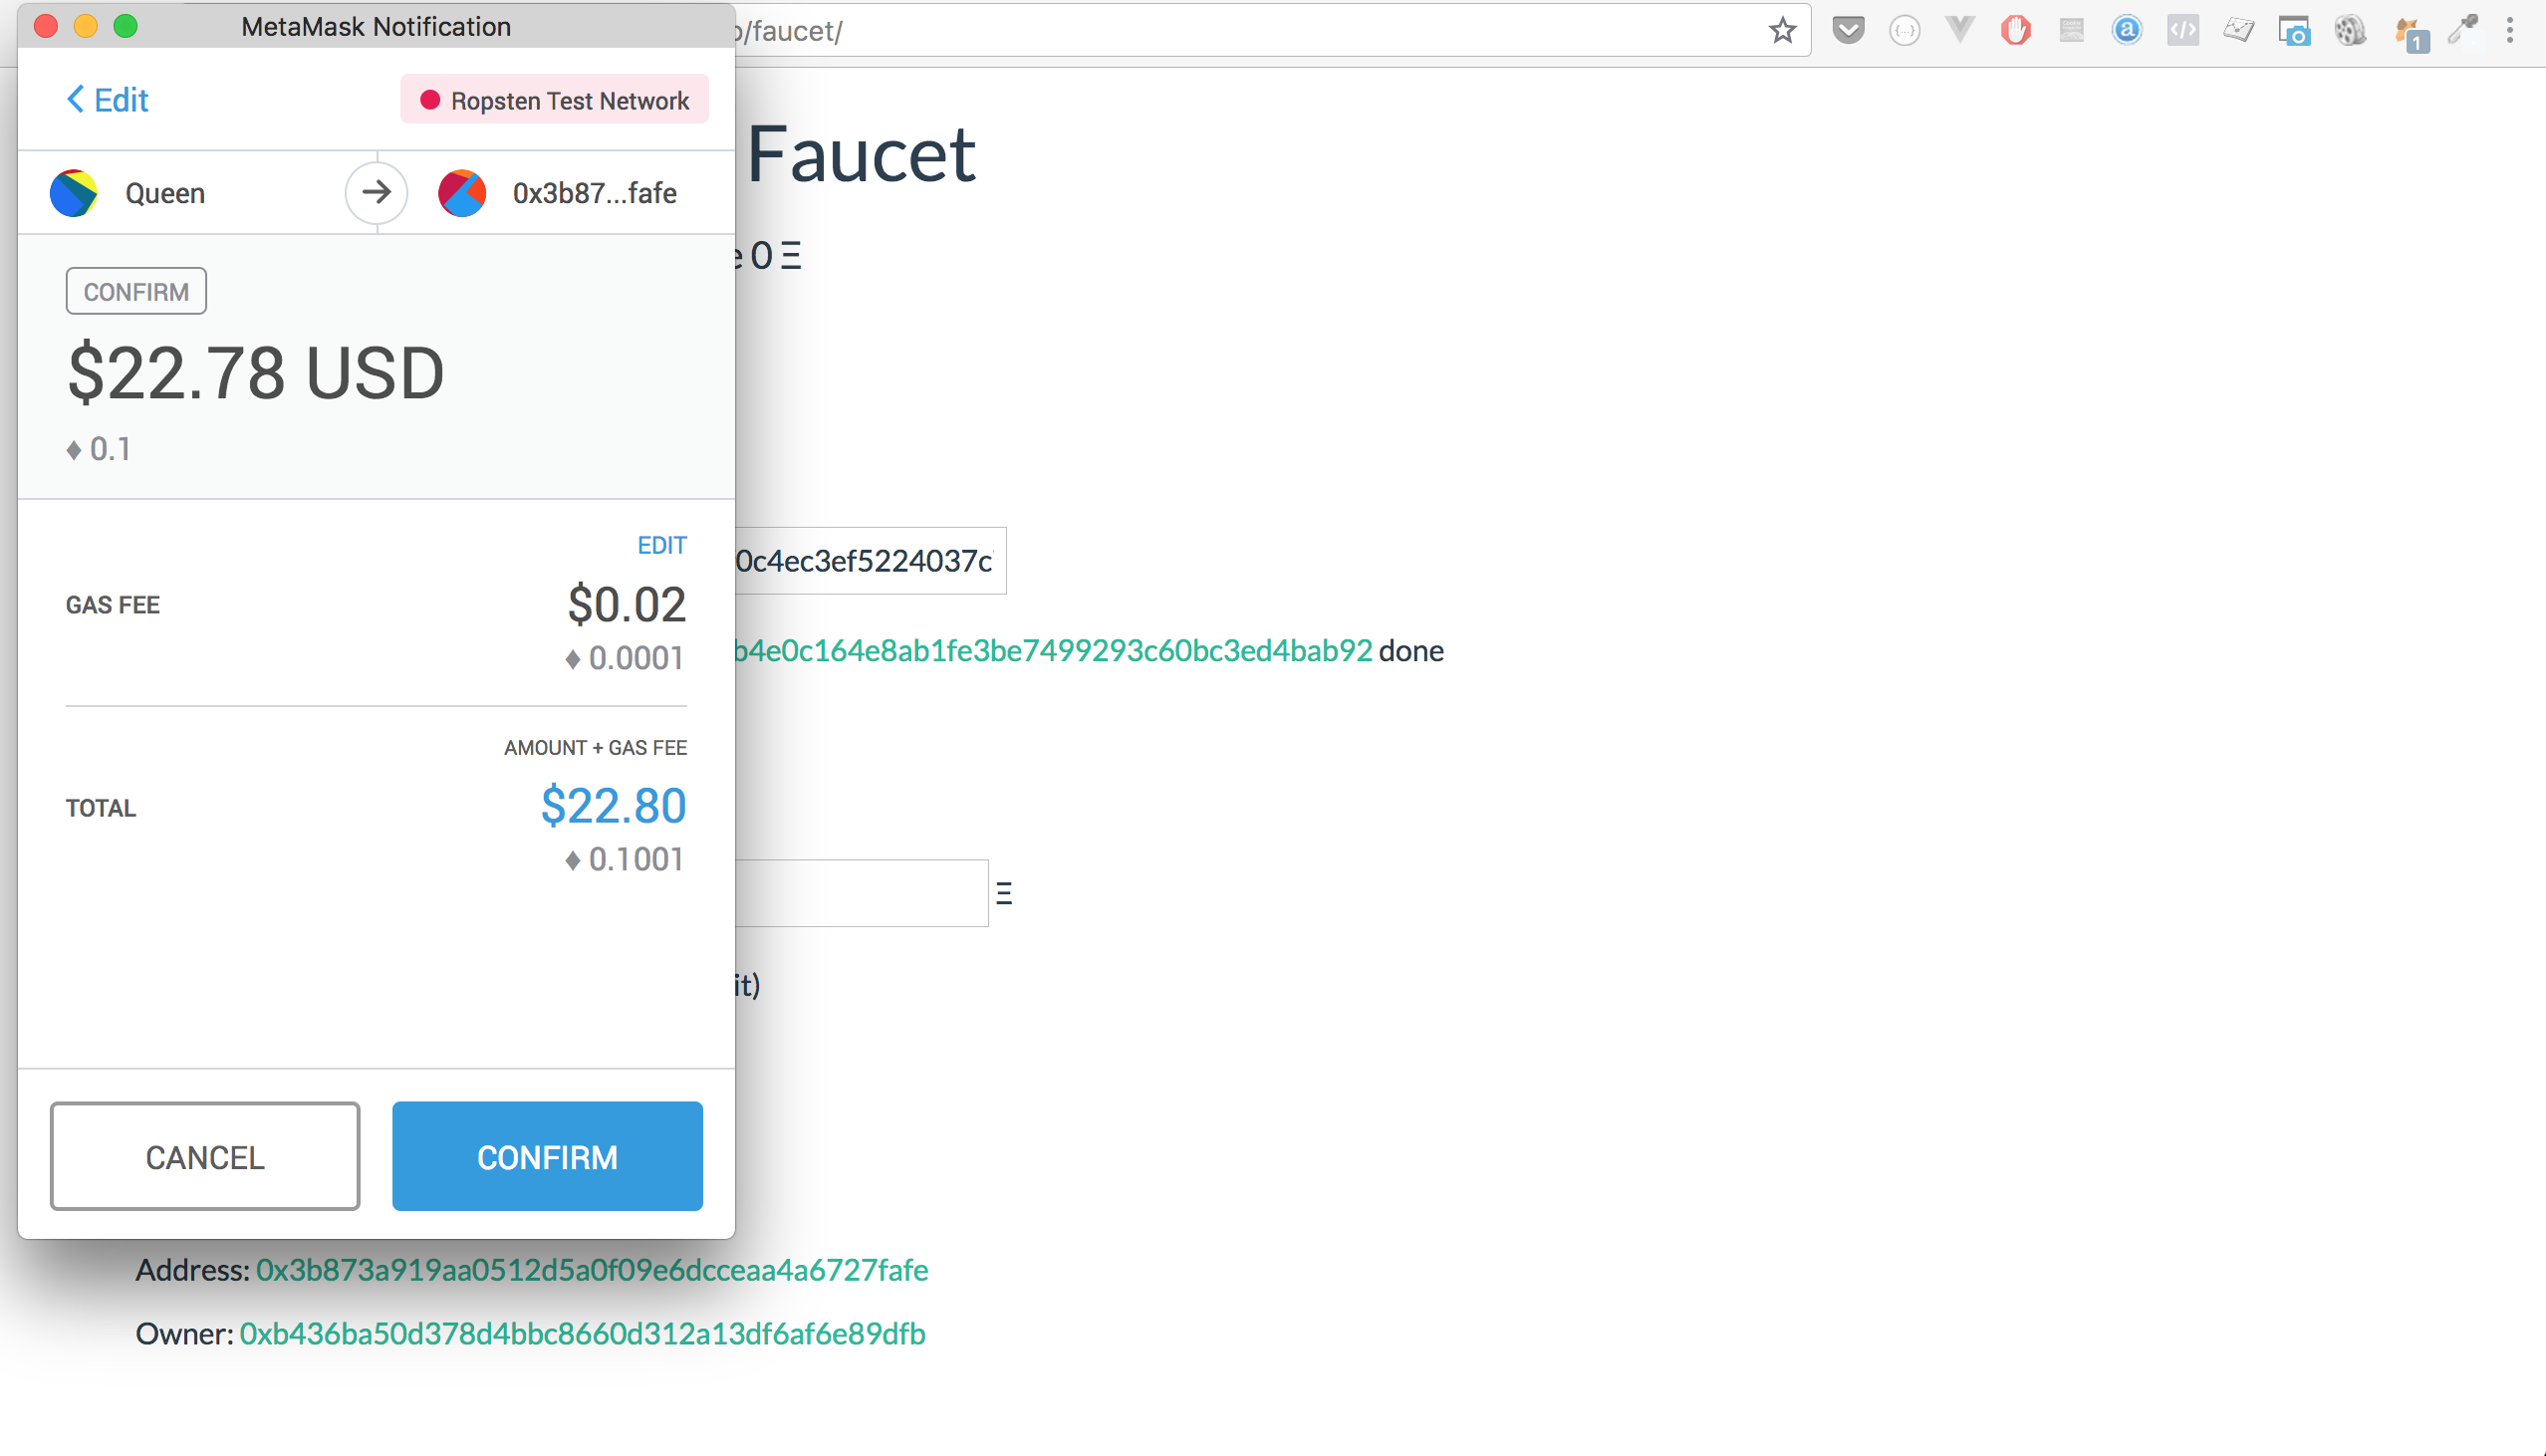 MetaMask Notification
/faucet/
1
Edit
Ropsten Test Network
Queen
0x3b87...fafe
CONFIRM
$22.78 USD
♦ 0.1
EDIT
GAS FEE
$0.02
♦ 0.0001
AMOUNT + GAS FEE
TOTAL
$22.80
♦ 0.1001
CANCEL
CONFIRM
Faucet
e 0 Ξ
0c4ec3ef5224037c
b4e0c164e8ab1fe3be7499293c60bc3ed4bab92 done
Ξ
it)
Address: 0x3b873a919aa0512d5a0f09e6dcceaa4a6727fafe
Owner: 0xb436ba50d378d4bbc8660d312a13df6af6e89dfb